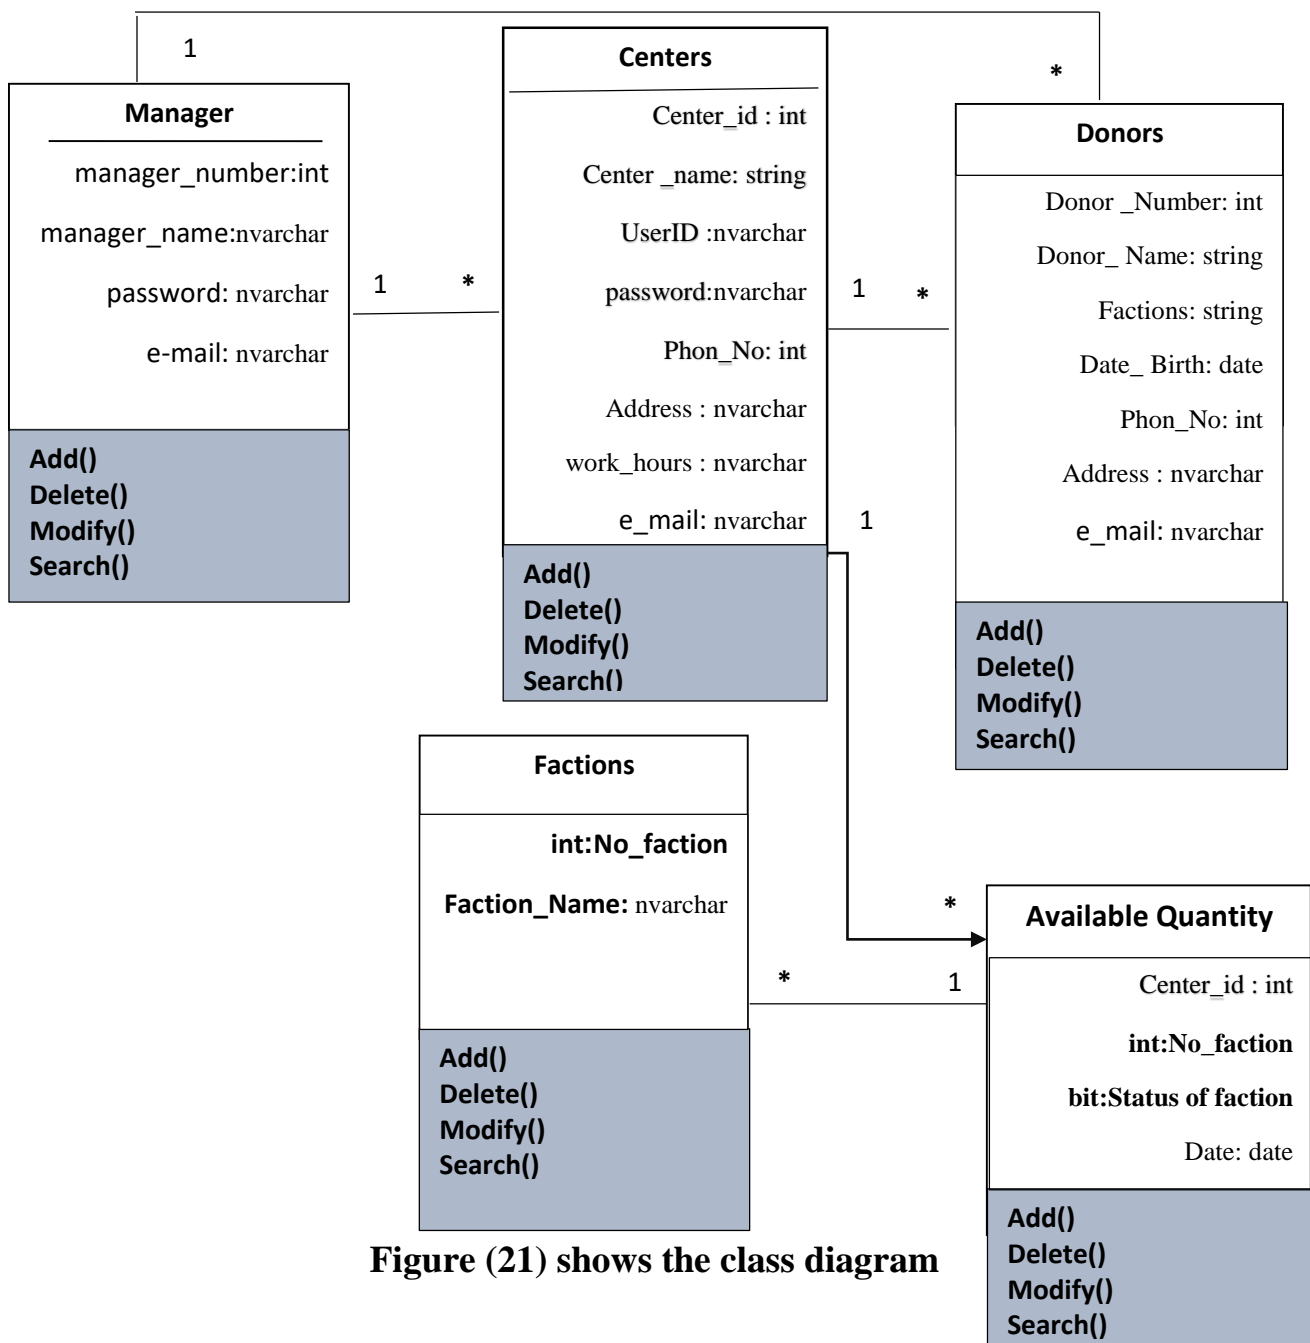 1
*
Manager
manager_number:int
manager_name:nvarchar
password: nvarchar
e-mail: nvarchar
Add()
Delete()
Modify()
Search()
1
*
Centers
Center_id : int
Center _name: string
UserID :nvarchar
password:nvarchar
Phon_No: int
Address : nvarchar
work_hours : nvarchar
e_mail: nvarchar
Add()
Delete()
Modify()
Search()
1
*
Donors
Donor _Number: int
Donor_ Name: string
Factions: string
Date_ Birth: date
Phon_No: int
Address : nvarchar
e_mail: nvarchar
Add()
Delete()
Modify()
Search()
1
*
Factions
int:No_faction
Faction_Name: nvarchar
Add()
Delete()
Modify()
Search()
*
1
Available Quantity
Center_id : int
int:No_faction
bit:Status of faction
Date: date
Add()
Delete()
Modify()
Search()
Figure (21) shows the class diagram